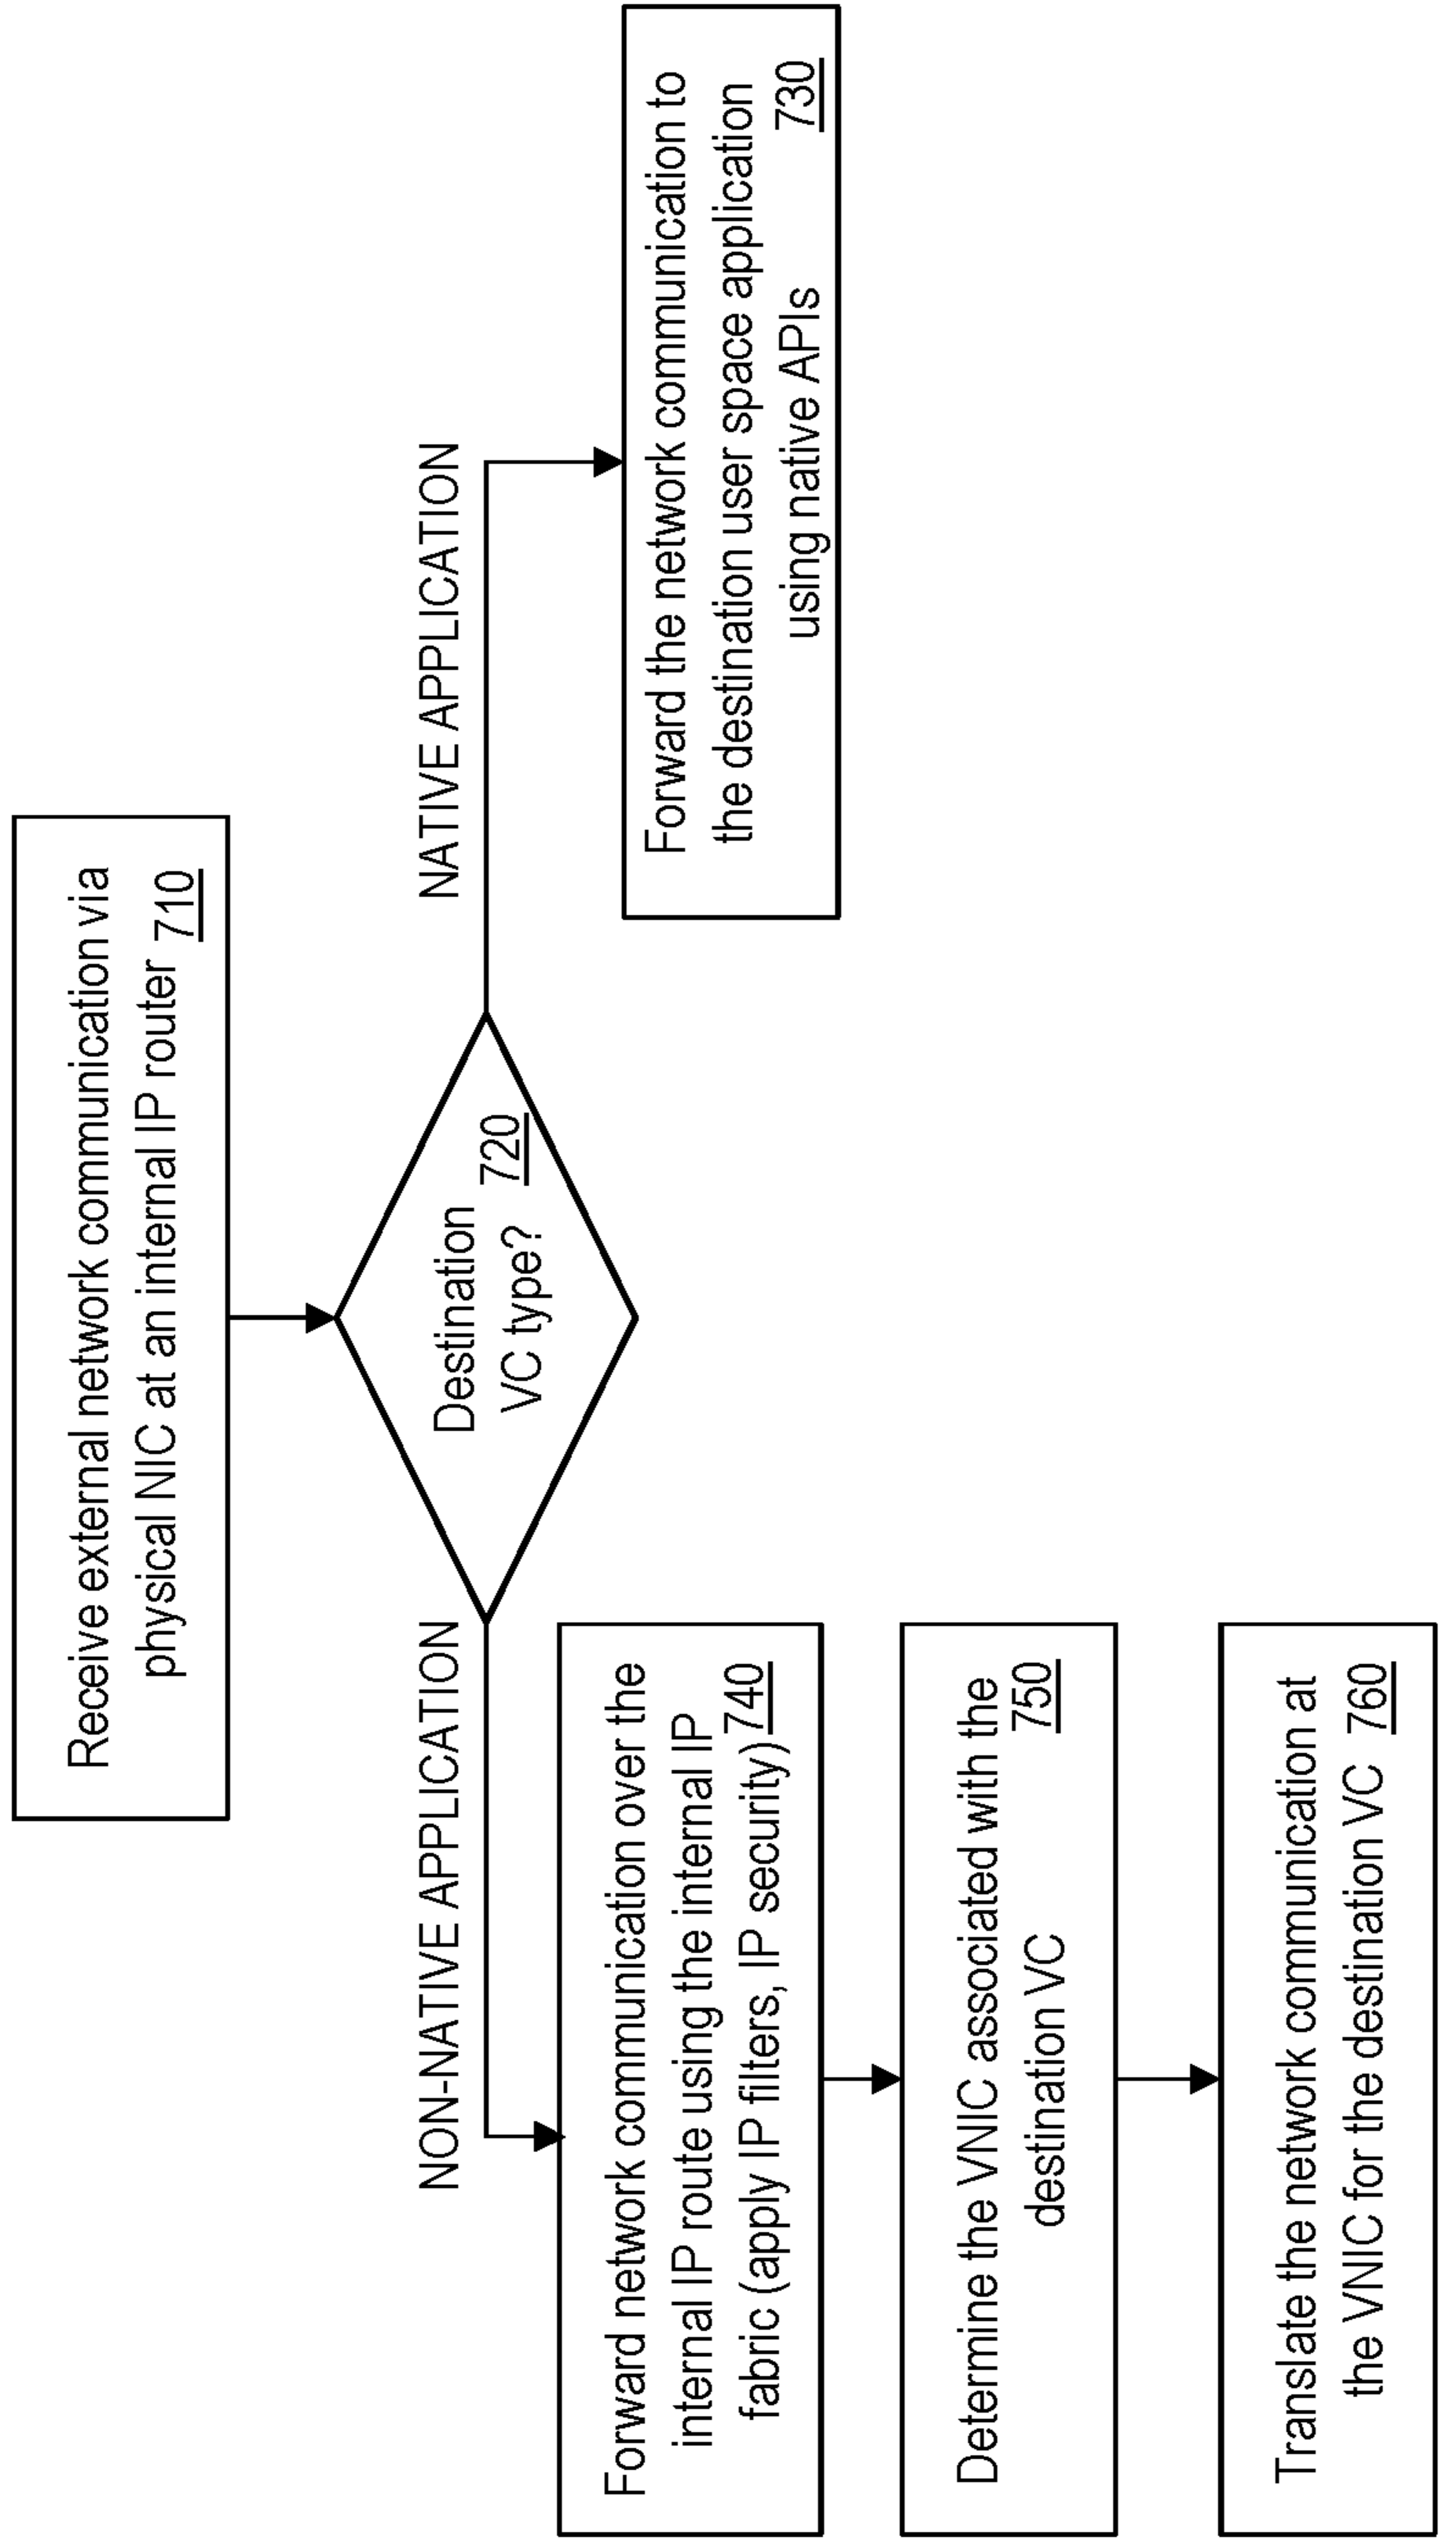 Receive external network communication via
physical NIC at an internal IP router 710
Destination
VC type? 720
NON-NATIVE APPLICATION
NATIVE APPLICATION
Forward the network communication to
the destination user space application
using native APIs 730
Forward network communication over the
internal IP route using the internal IP
fabric (apply IP filters, IP security) 740
Determine the VNIC associated with the
destination VC 750
Translate the network communication at
the VNIC for the destination VC 760